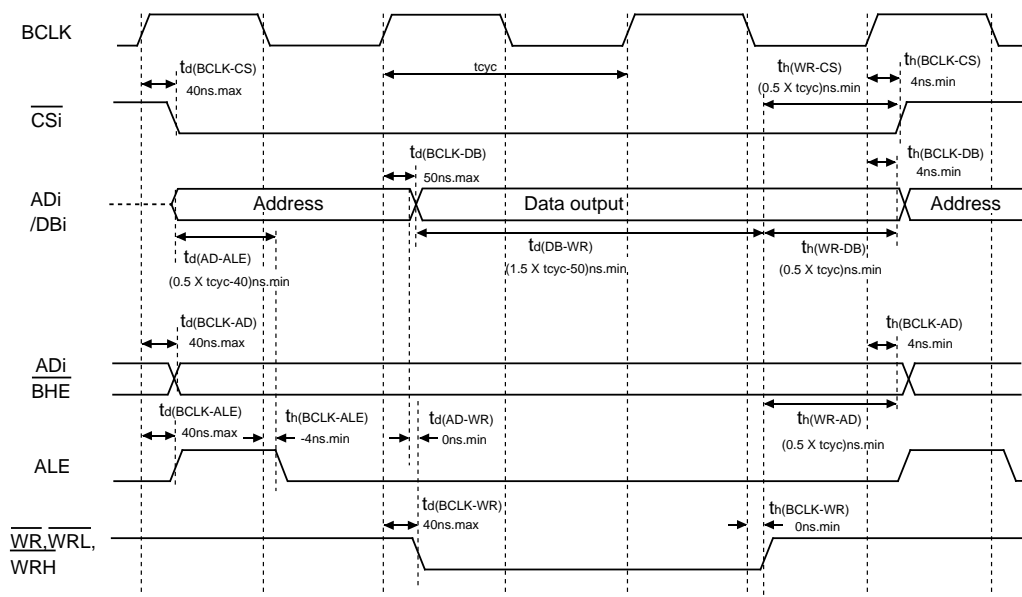 BCLK
td(BCLK-CS)
40ns.max
tcyc
th(WR-CS)
(0.5 X tcyc)ns.min
th(BCLK-CS)
4ns.min
CSi
td(BCLK-DB)
50ns.max
th(BCLK-DB)
4ns.min
ADi
/DBi
Address
Data output
Address
td(AD-ALE)
(0.5 X tcyc-40)ns.min
td(DB-WR)
(1.5 X tcyc-50)ns.min
th(WR-DB)
(0.5 X tcyc)ns.min
td(BCLK-AD)
40ns.max
th(BCLK-AD)
4ns.min
ADi
BHE
td(BCLK-ALE)
40ns.max
th(BCLK-ALE)
-4ns.min
td(AD-WR)
0ns.min
th(WR-AD)
(0.5 X tcyc)ns.min
ALE
td(BCLK-WR)
40ns.max
th(BCLK-WR)
0ns.min
WR,WRL,
WRH